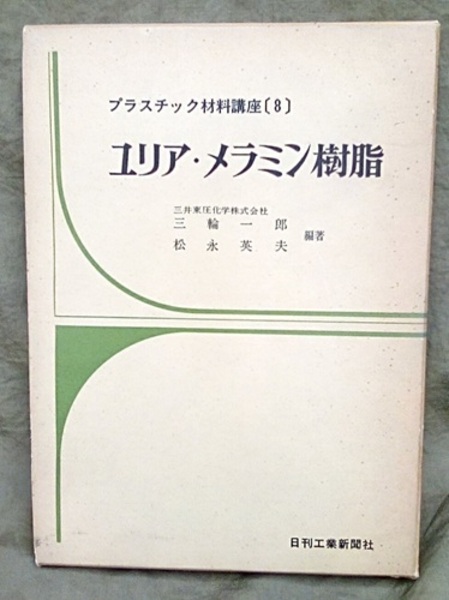 プラスチック材料講座〔8〕
ユリア・メラミン樹脂
三井東圧化学株式会社
三輪一郎
松永英夫
編著
日刊工業新聞社